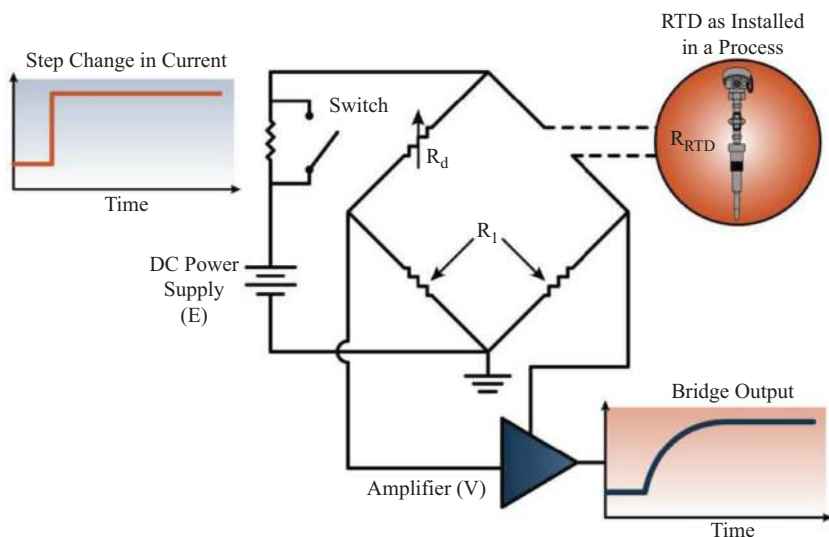 RTD as Installed
in a Process
Step Change in Current
Switch
R_RTD
R_d
Time
R_1
DC Power
Supply
(E)
Bridge Output
Amplifier (V)
Time